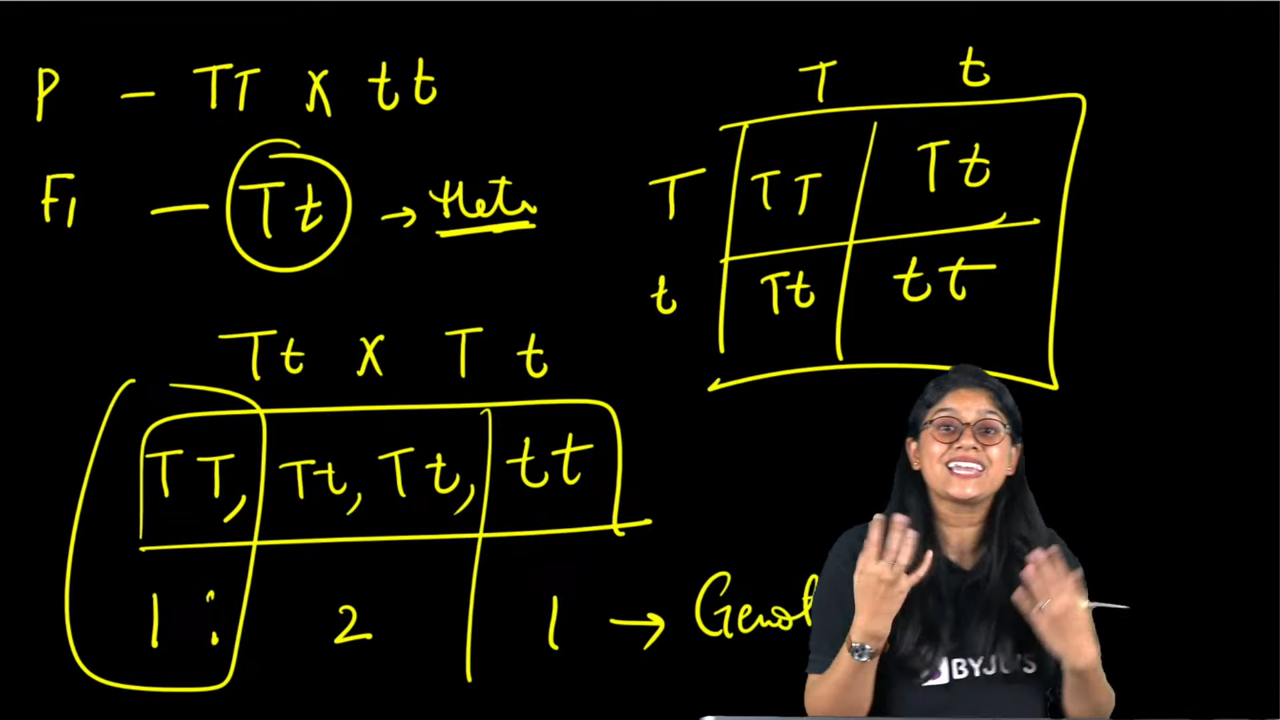 P - TT X tt
F1 - Tt → Hete
Tt X T t
TT, Tt, Tt, tt
1 : 2 1 → Genot
T t
T TT Tt
t Tt tt
BYJU'S